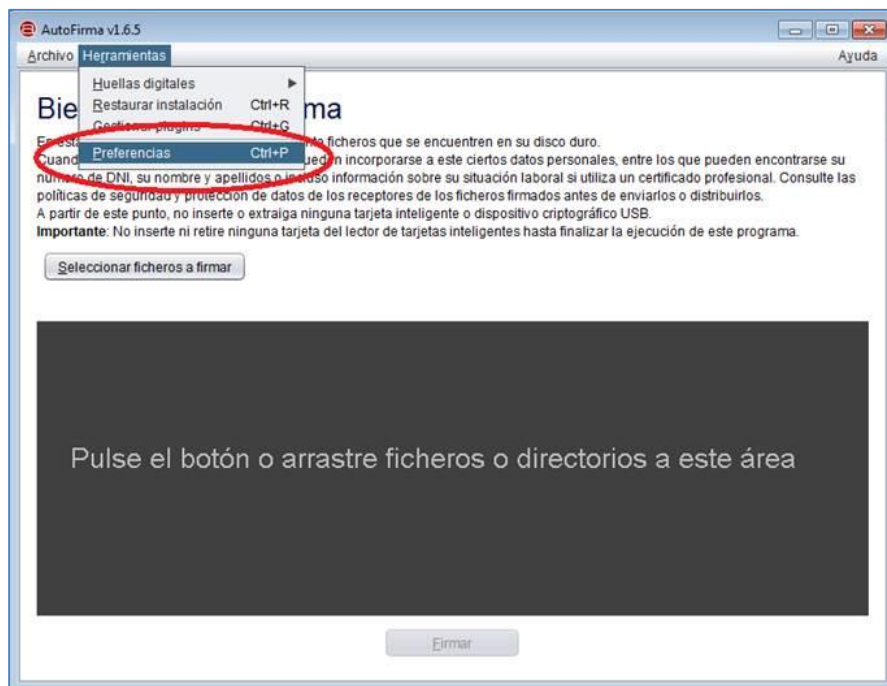 AutoFirma v1.6.5
Archivo Herramientas Ayuda
Huellas digitales
Restaurar instalación Ctrl+R
Gestionar plugins Ctrl+G
Preferencias Ctrl+P
Bie ma
En esta ficheros que se encuentren en su disco duro.
Cuand ueden incorporarse a este ciertos datos personales, entre los que pueden encontrarse su
número de DNI, su nombre y apellidos o incluso información sobre su situación laboral si utiliza un certificado profesional. Consulte las
políticas de seguridad y protección de datos de los receptores de los ficheros firmados antes de enviarlos o distribuirlos.
A partir de este punto, no inserte o extraiga ninguna tarjeta inteligente o dispositivo criptográfico USB.
Importante: No inserte ni retire ninguna tarjeta del lector de tarjetas inteligentes hasta finalizar la ejecución de este programa.
Seleccionar ficheros a firmar
Pulse el botón o arrastre ficheros o directorios a este área
Firmar